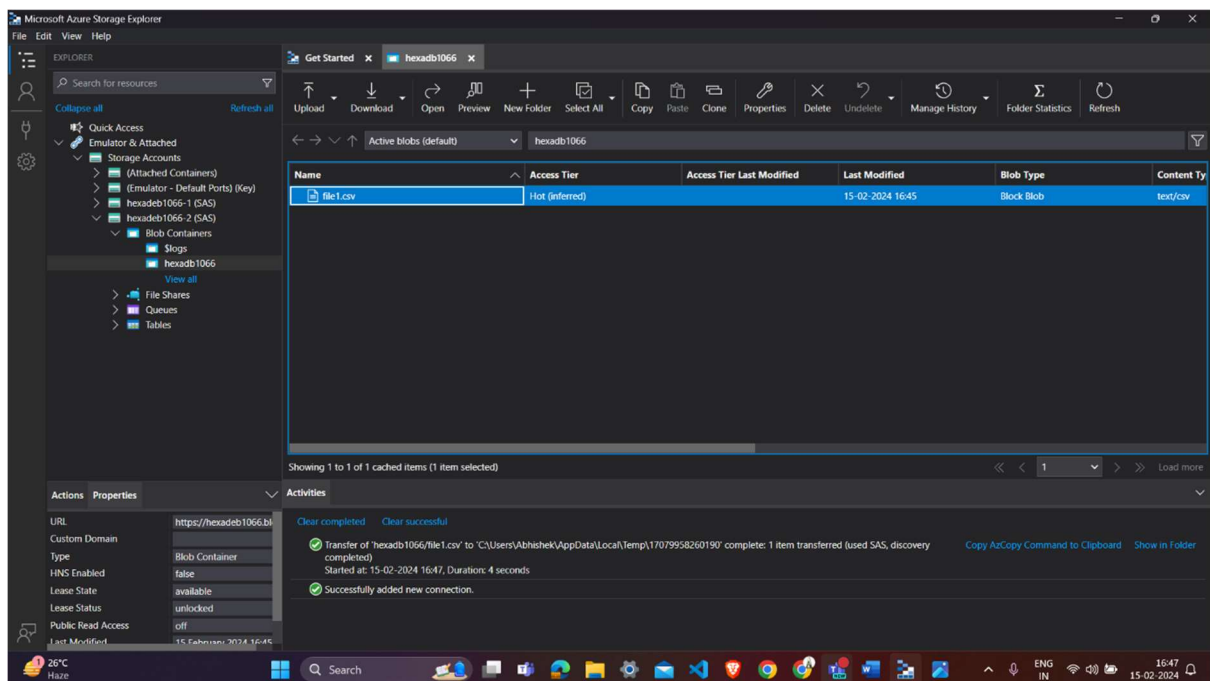 Microsoft Azure Storage Explorer
File Edit View Help
EXPLORER
Search for resources
Collapse all Refresh all
Quick Access
Emulator & Attached
Storage Accounts
(Attached Containers)
(Emulator - Default Ports) (Key)
hexadeb1066-1 (SAS)
hexadeb1066-2 (SAS)
Blob Containers
$logs
hexadb1066
View all
File Shares
Queues
Tables
Get Started hexadb1066
Upload Download Open Preview New Folder Select All Copy Paste Clone Properties Delete Undelete Manage History Folder Statistics Refresh
Active blobs (default) hexadb1066
Name Access Tier Access Tier Last Modified Last Modified Blob Type Content Ty
file1.csv Hot (inferred) 15-02-2024 16:45 Block Blob text/csv
Showing 1 to 1 of 1 cached items (1 item selected) 1 Load more
Actions Properties
URL https://hexadeb1066.bl
Custom Domain
Type Blob Container
HNS Enabled false
Lease State available
Lease Status unlocked
Public Read Access off
Last Modified 15 February 2024 16:45
Activities
Clear completed Clear successful
Transfer of 'hexadb1066/file1.csv' to 'C:\Users\Abhishek\AppData\Local\Temp\17079958260190' complete: 1 item transferred (used SAS, discovery
completed)
Copy AzCopy Command to Clipboard Show in Folder
Started at: 15-02-2024 16:47, Duration: 4 seconds
Successfully added new connection.
1
26°C
Haze
Search
ENG
IN
16:47
15-02-2024